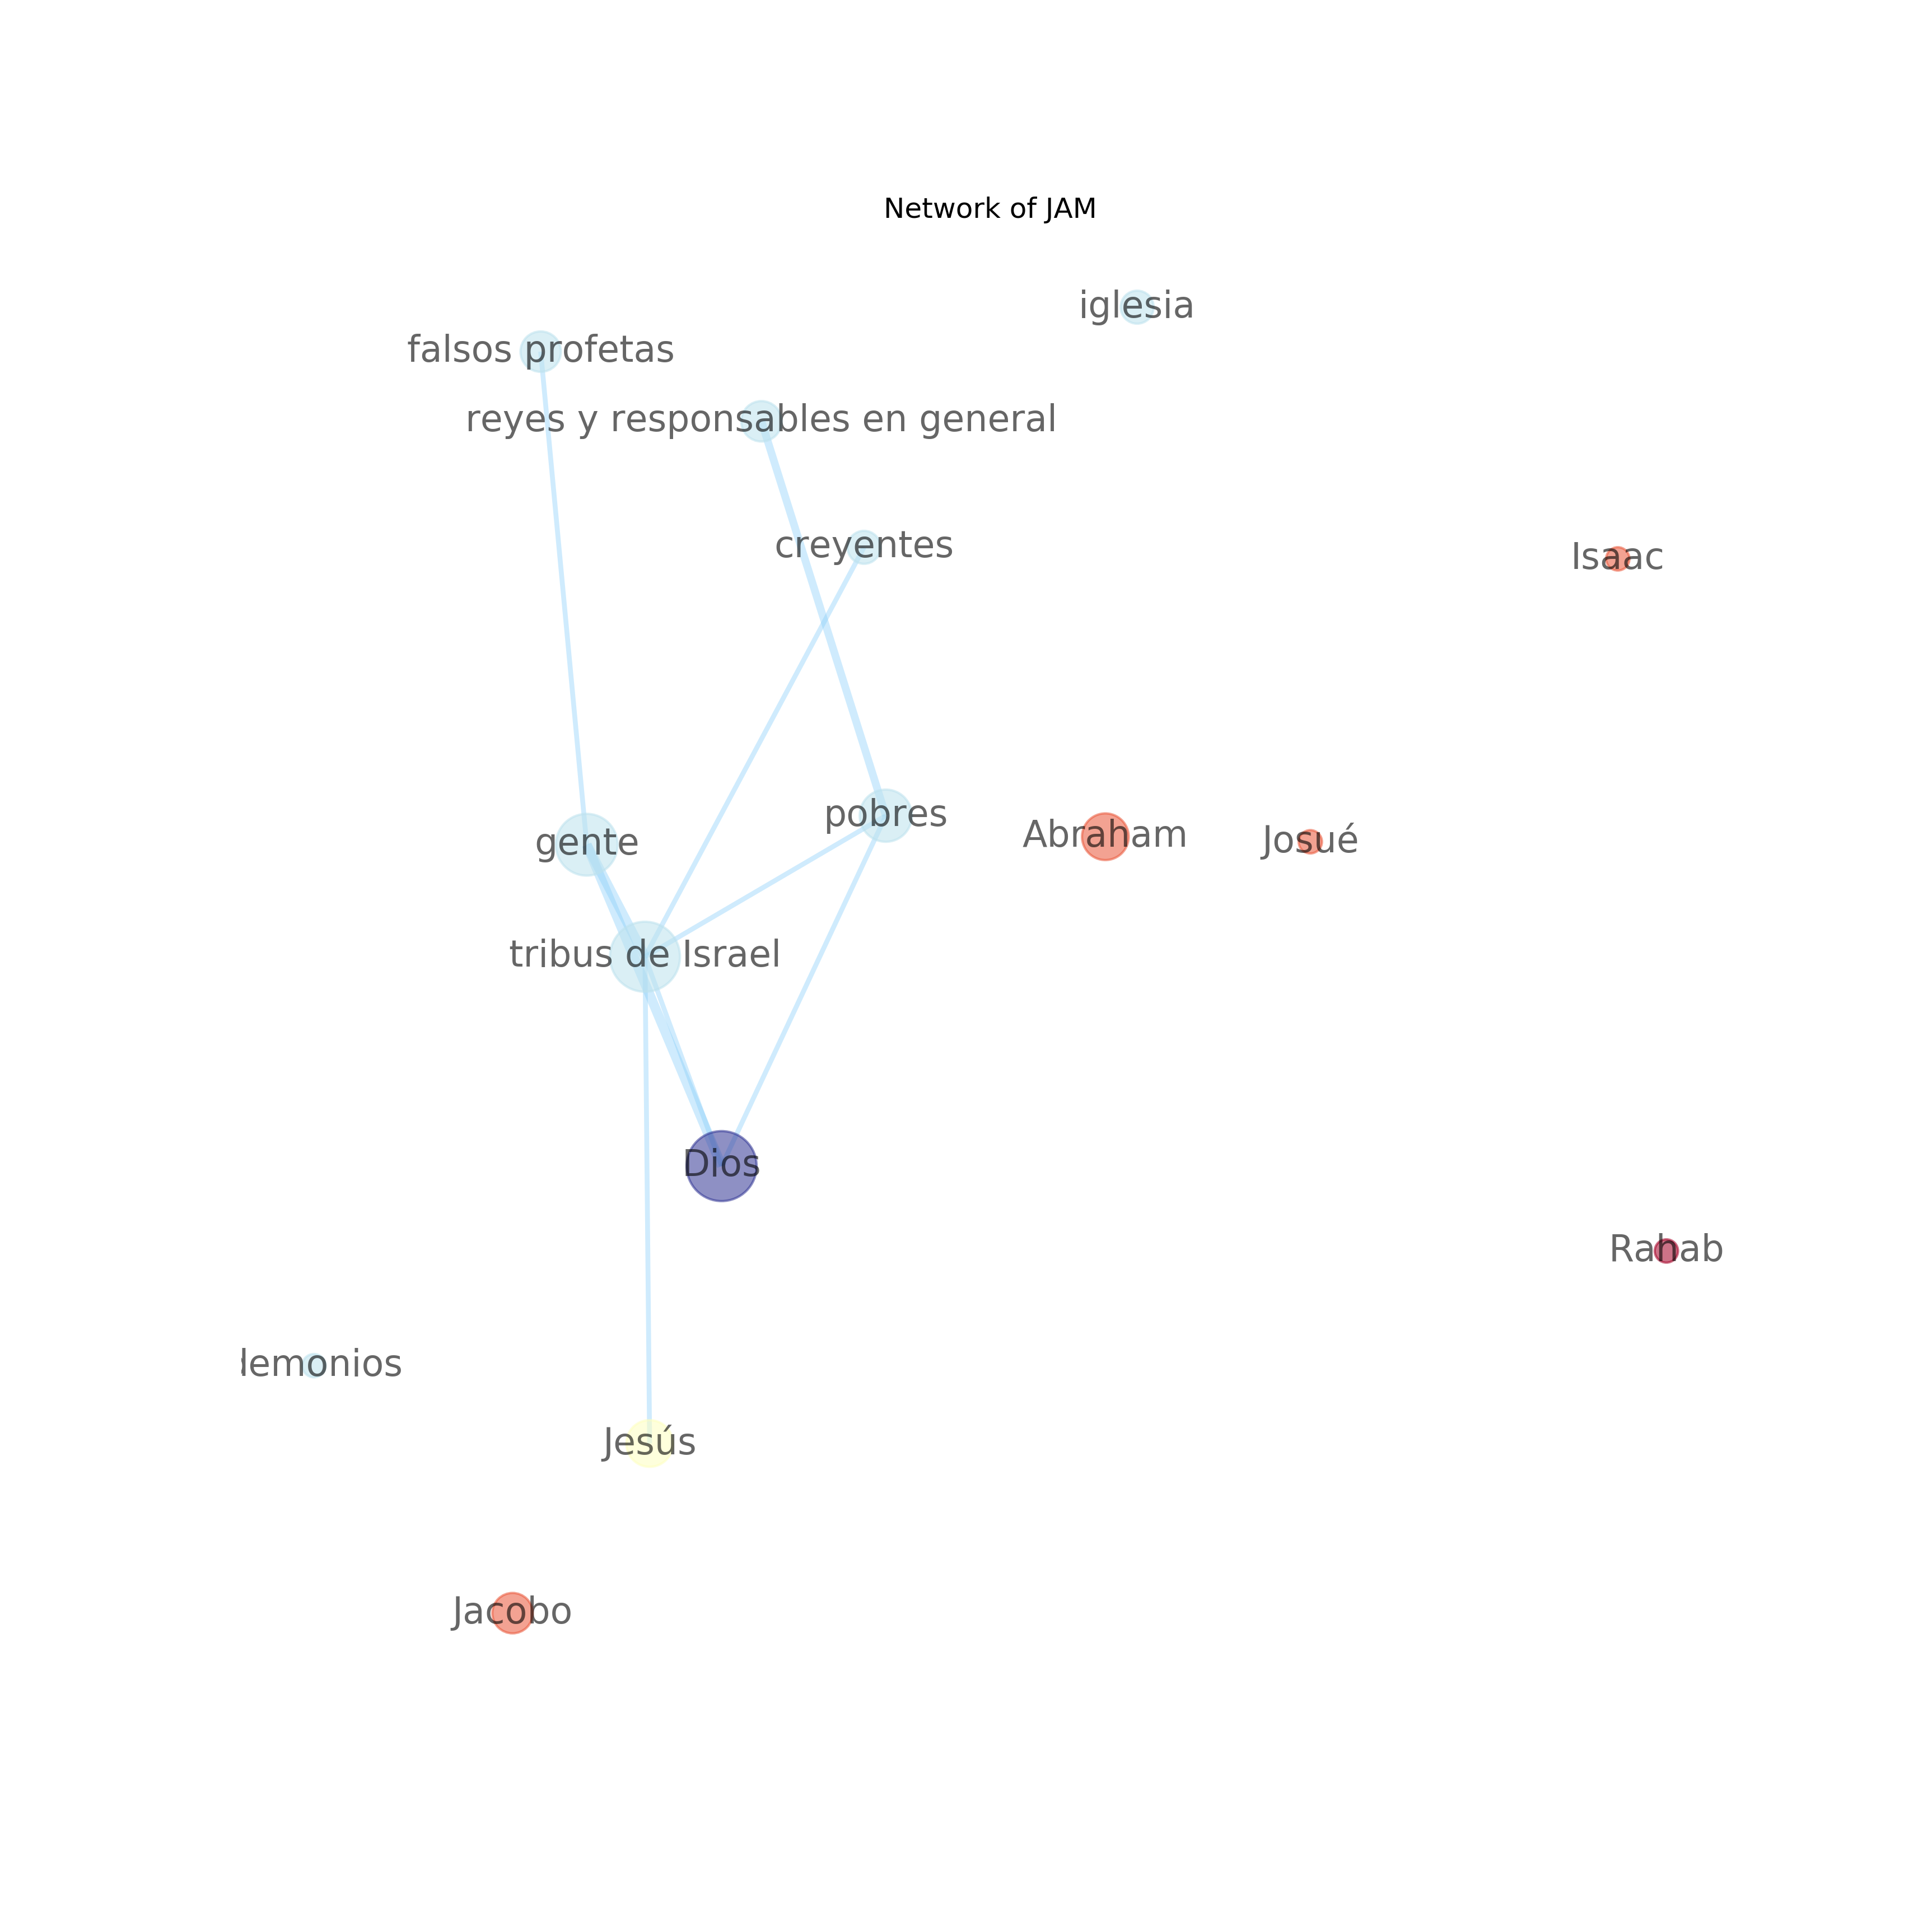 Network of JAM
iglesia
falsos profetas
reyes y responsables en general
creyentes
Isaac
pobres
Abraham
Josué
gente
tribus de Israel
Dios
Rahab
lemonios
Jesús
Jacobo